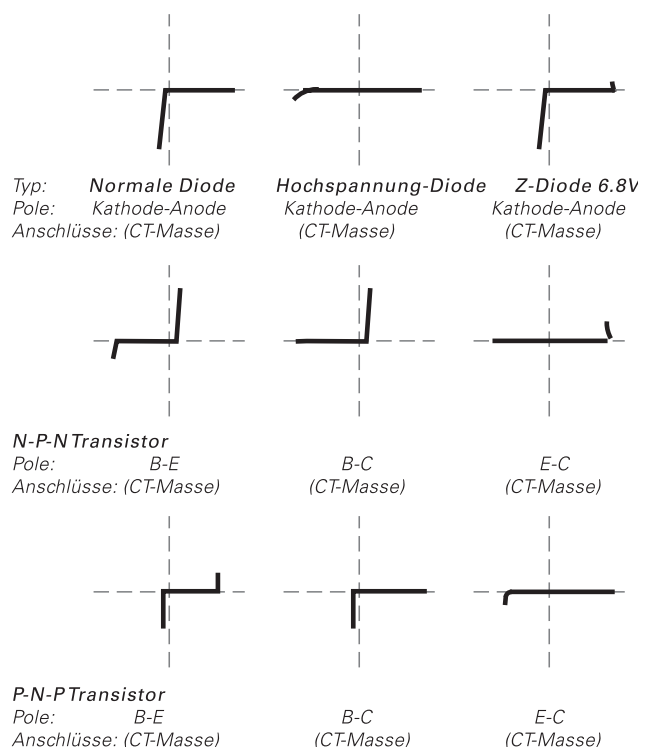 Typ: Normale Diode Hochspannung-Diode Z-Diode 6.8V
Pole: Kathode-Anode Kathode-Anode Kathode-Anode
Anschlüsse: (CT-Masse) (CT-Masse) (CT-Masse)
N-P-N Transistor
Pole: B-E B-C E-C
Anschlüsse: (CT-Masse) (CT-Masse) (CT-Masse)
P-N-P Transistor
Pole: B-E B-C E-C
Anschlüsse: (CT-Masse) (CT-Masse) (CT-Masse)